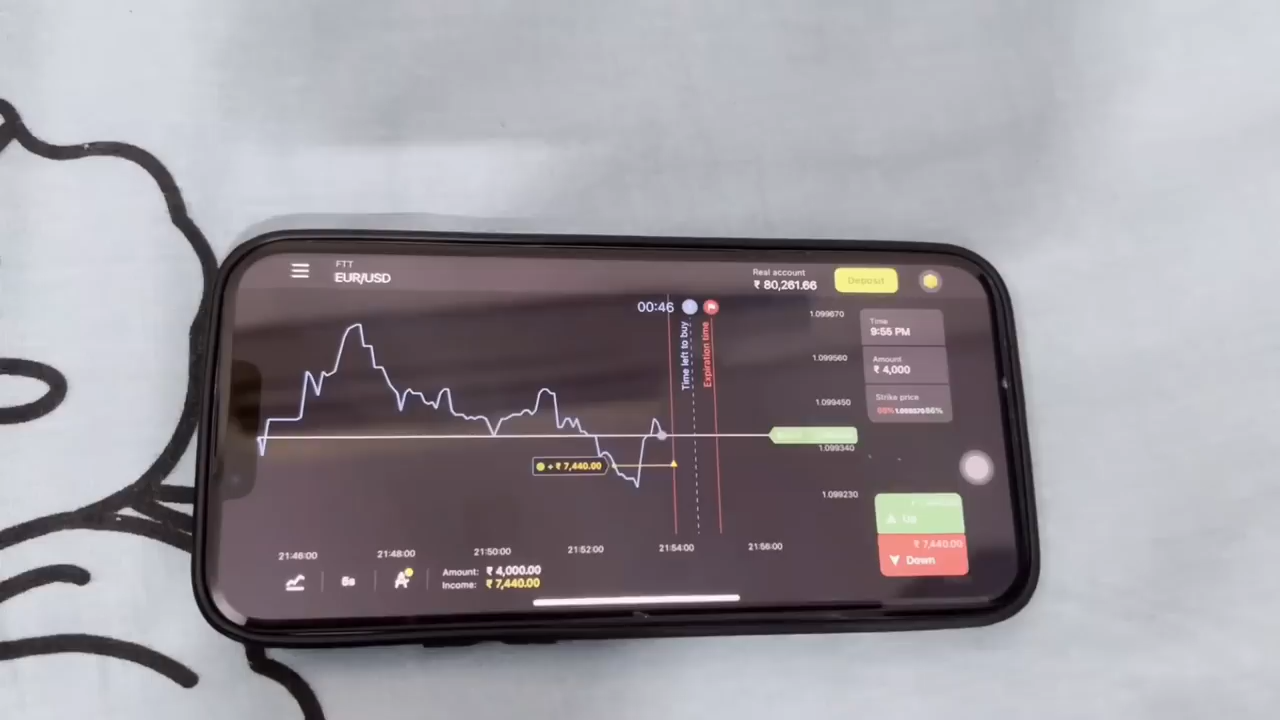 FTT
EUR/USD
Real account
₹ 80,261.66
Deposit
00:46
Time left to buy
Expiration time
1.099670
1.099560
1.099450
1.099340
1.099230
Time
9:55 PM
Amount
₹ 4,000
Strike price
+ ₹ 7,440.00
Up
₹ 7,440.00
Down
21:46:00
21:48:00
21:50:00
21:52:00
21:54:00
21:56:00
5s
Amount: ₹ 4,000.00
Income: ₹ 7,440.00